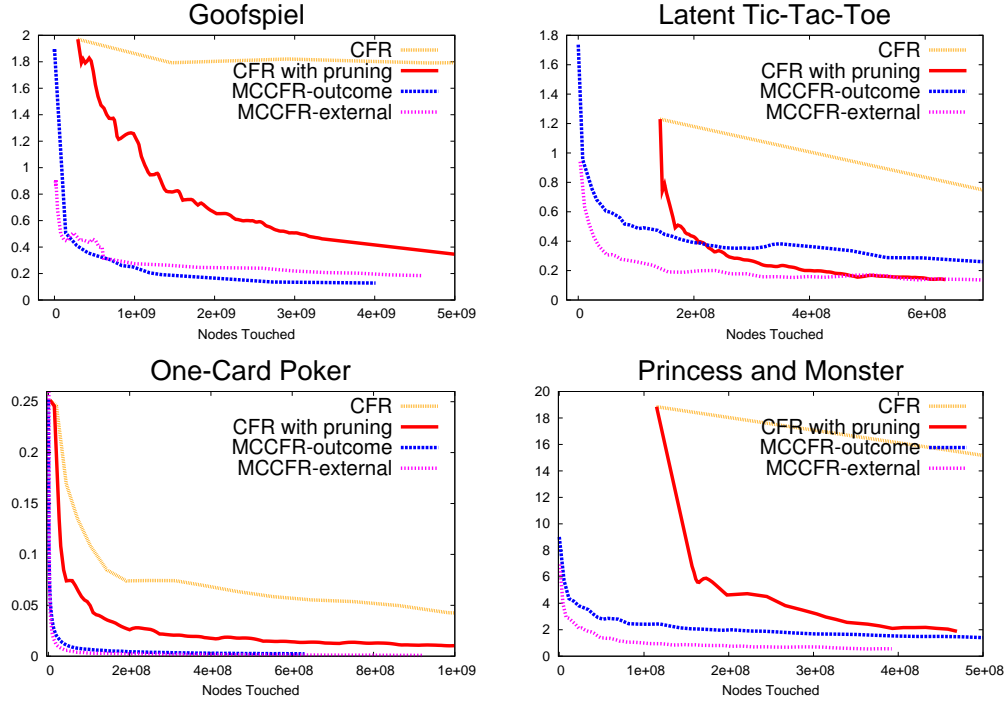 Goofspiel
2
1.8
1.6
1.4
1.2
1
0.8
0.6
0.4
0.2
0
0
1e+09
2e+09
3e+09
4e+09
5e+09
Nodes Touched
CFR
CFR with pruning
MCCFR-outcome
MCCFR-external
Latent Tic-Tac-Toe
1.8
1.6
1.4
1.2
1
0.8
0.6
0.4
0.2
0
0
2e+08
4e+08
6e+08
Nodes Touched
CFR
CFR with pruning
MCCFR-outcome
MCCFR-external
One-Card Poker
0.25
0.2
0.15
0.1
0.05
0
0
2e+08
4e+08
6e+08
8e+08
1e+09
Nodes Touched
CFR
CFR with pruning
MCCFR-outcome
MCCFR-external
Princess and Monster
20
18
16
14
12
10
8
6
4
2
0
0
1e+08
2e+08
3e+08
4e+08
5e+08
Nodes Touched
CFR
CFR with pruning
MCCFR-outcome
MCCFR-external